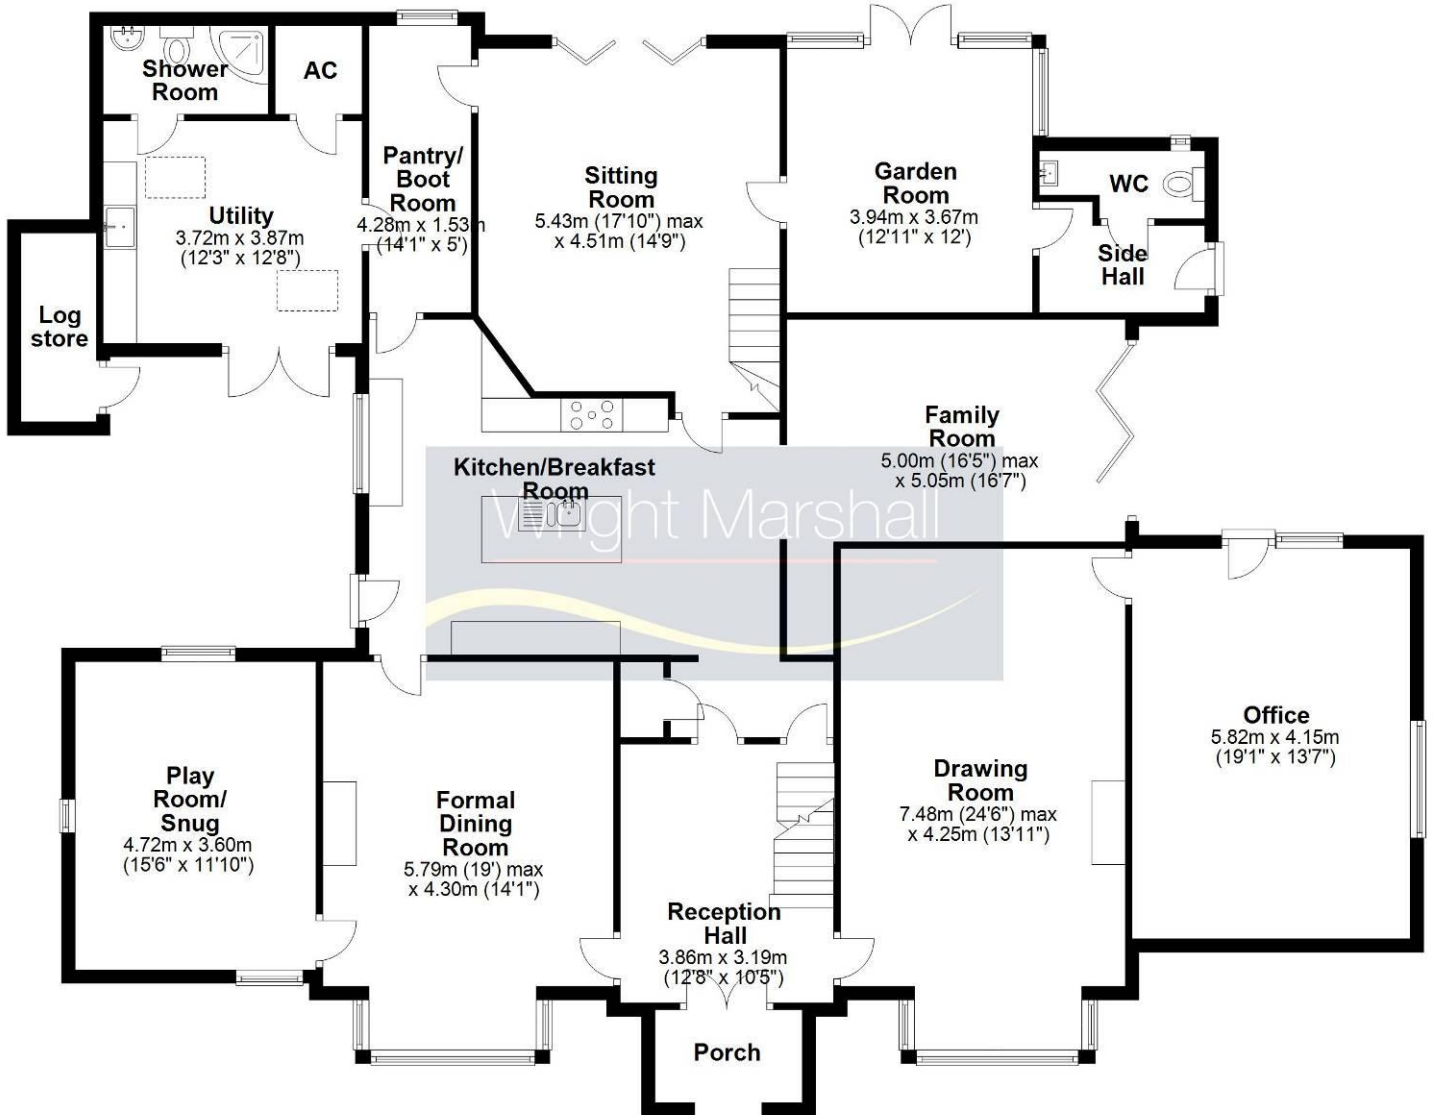 Shower
Room
AC
Pantry/
Boot
Room
4.28m x 1.53m
(14'1" x 5')
Sitting
Room
5.43m (17'10") max
x 4.51m (14'9")
Garden
Room
3.94m x 3.67m
(12'11" x 12')
WC
Side
Hall
Utility
3.72m x 3.87m
(12'3" x 12'8")
Log
store
Family
Room
5.00m (16'5") max
x 5.05m (16'7")
Kitchen/Breakfast
Room
Wright Marshall
Play
Room/
Snug
4.72m x 3.60m
(15'6" x 11'10")
Formal
Dining
Room
5.79m (19') max
x 4.30m (14'1")
Reception
Hall
3.86m x 3.19m
(12'8" x 10'5")
Drawing
Room
7.48m (24'6") max
x 4.25m (13'11")
Office
5.82m x 4.15m
(19'1" x 13'7")
Porch